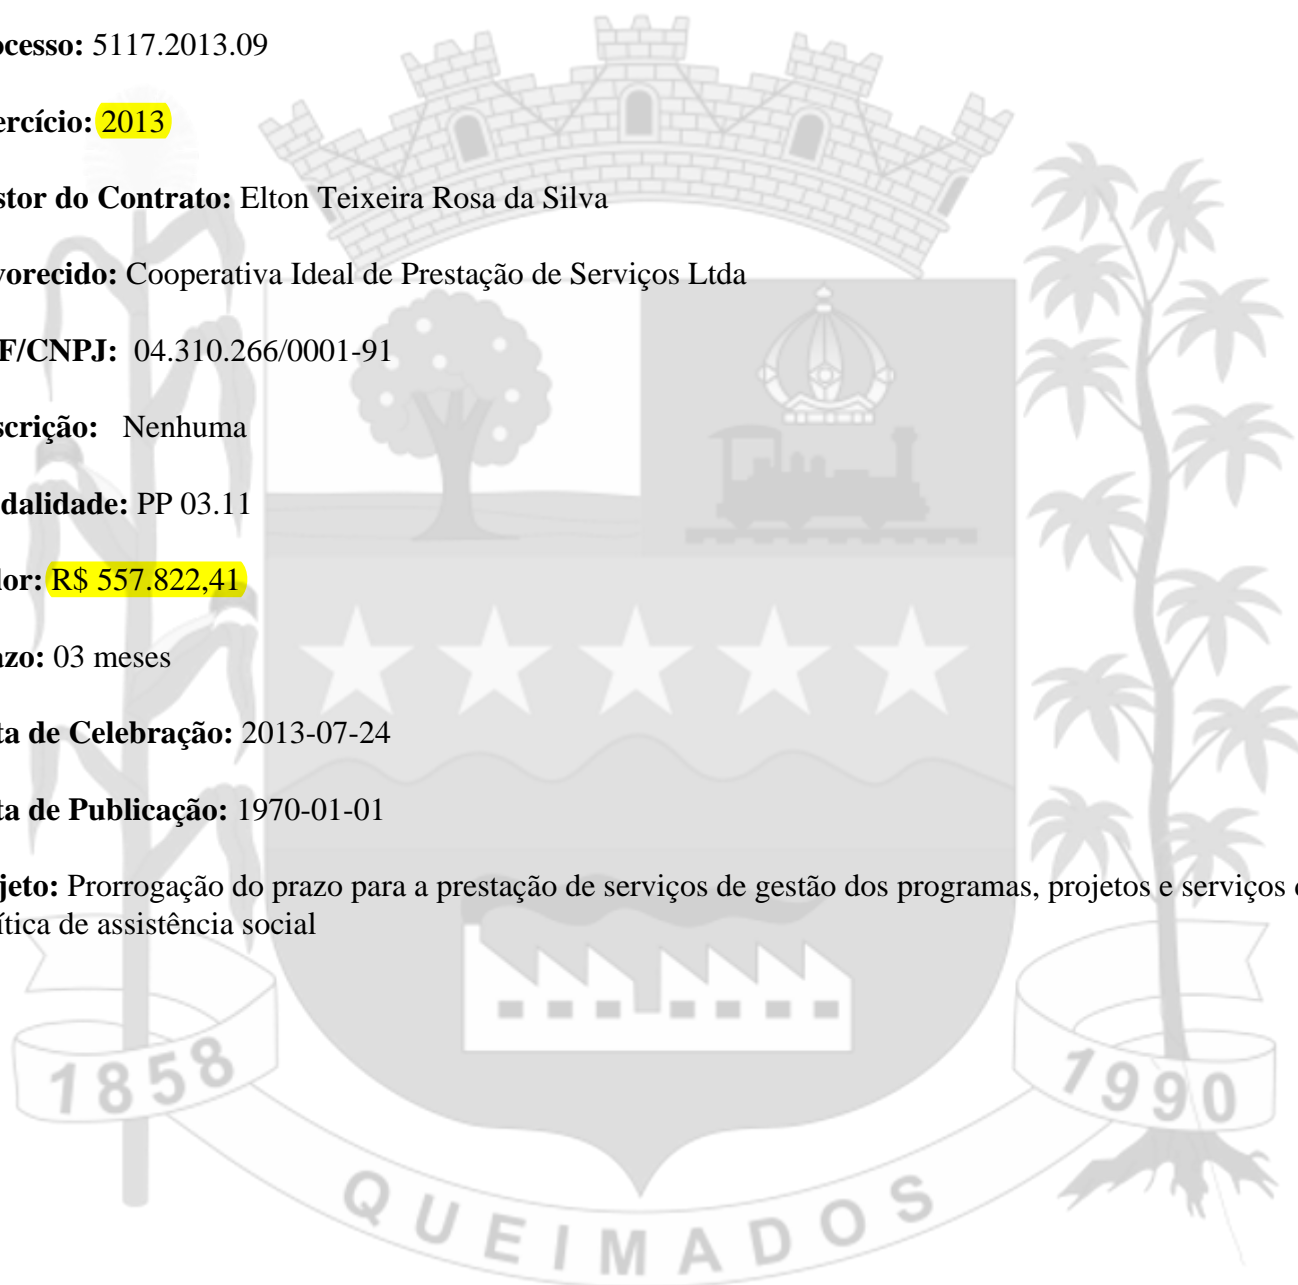 ocesso: 5117.2013.09
ercício: 2013
stor do Contrato: Elton Teixeira Rosa da Silva
vorecido: Cooperativa Ideal de Prestação de Serviços Ltda
F/CNPJ: 04.310.266/0001-91
scrição: Nenhuma
dalidade: PP 03.11
lor: R$ 557.822,41
azo: 03 meses
ta de Celebração: 2013-07-24
ta de Publicação: 1970-01-01
jeto: Prorrogação do prazo para a prestação de serviços de gestão dos programas, projetos e serviços
ítica de assistência social
1858
1990
QUEIMADOS